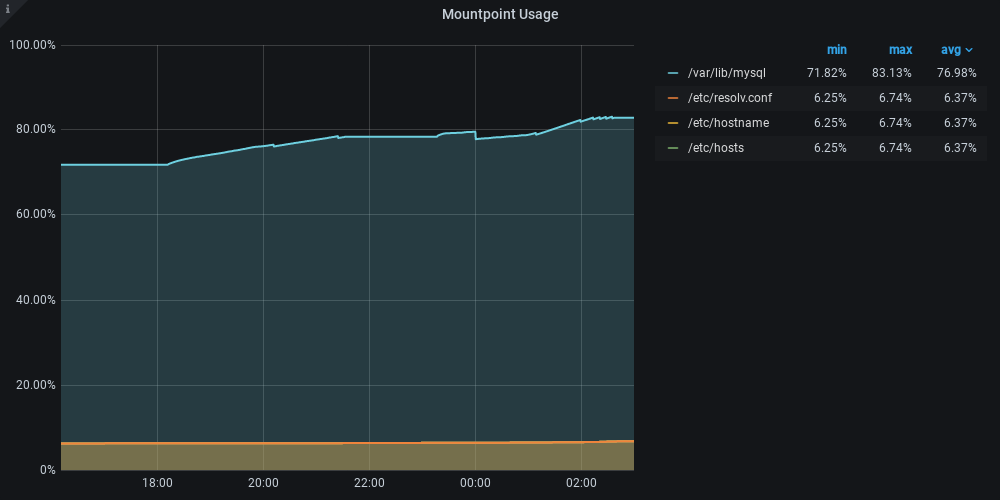 i
Mountpoint Usage
100.00%
80.00%
60.00%
40.00%
20.00%
0%
18:00 20:00 22:00 00:00 02:00
min max avg
/var/lib/mysql 71.82% 83.13% 76.98%
/etc/resolv.conf 6.25% 6.74% 6.37%
/etc/hostname 6.25% 6.74% 6.37%
/etc/hosts 6.25% 6.74% 6.37%